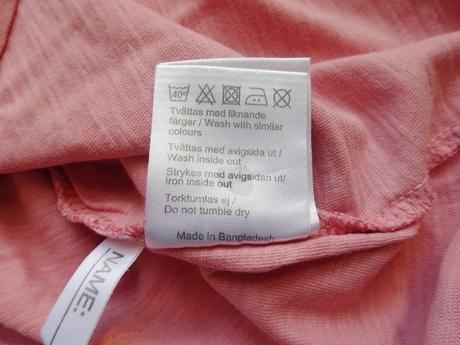 40°
Tvättas med liknande
färger / Wash with similar
colours
Tvättas med avigsida ut /
Wash inside out
Strykes med avigsidan ut/
iron inside out
Torktumlas ej /
Do not tumble dry
Made in Bangladesh
NAME: